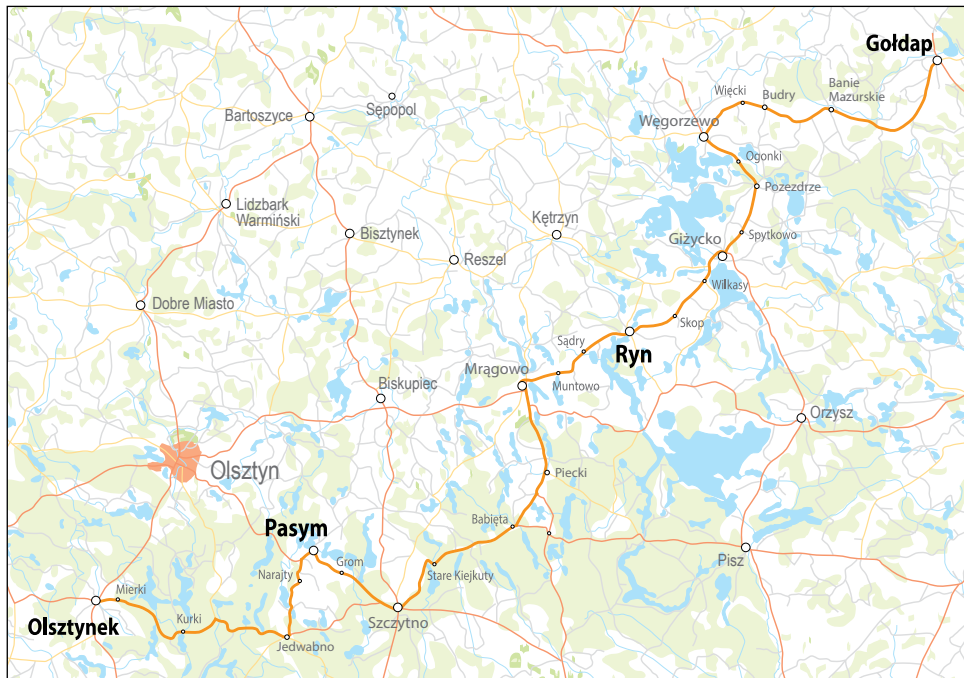 Gołdap
Banie
Mazurskie
Budry
Więcki
Sępopol
Bartoszyce
Węgorzewo
Ogonki
Pozezdrze
Lidzbark
Warmiński
Kętrzyn
Bisztynek
Spytkowo
Giżycko
Reszel
Wilkasy
Dobre Miasto
Skop
Sądry
Ryn
Mrągowo
Muntowo
Biskupiec
Orzysz
Olsztyn
Piecki
Babięta
Pasym
Pisz
Grom
Stare Kiejkuty
Narajty
Mierki
Kurki
Szczytno
Olsztynek
Jedwabno